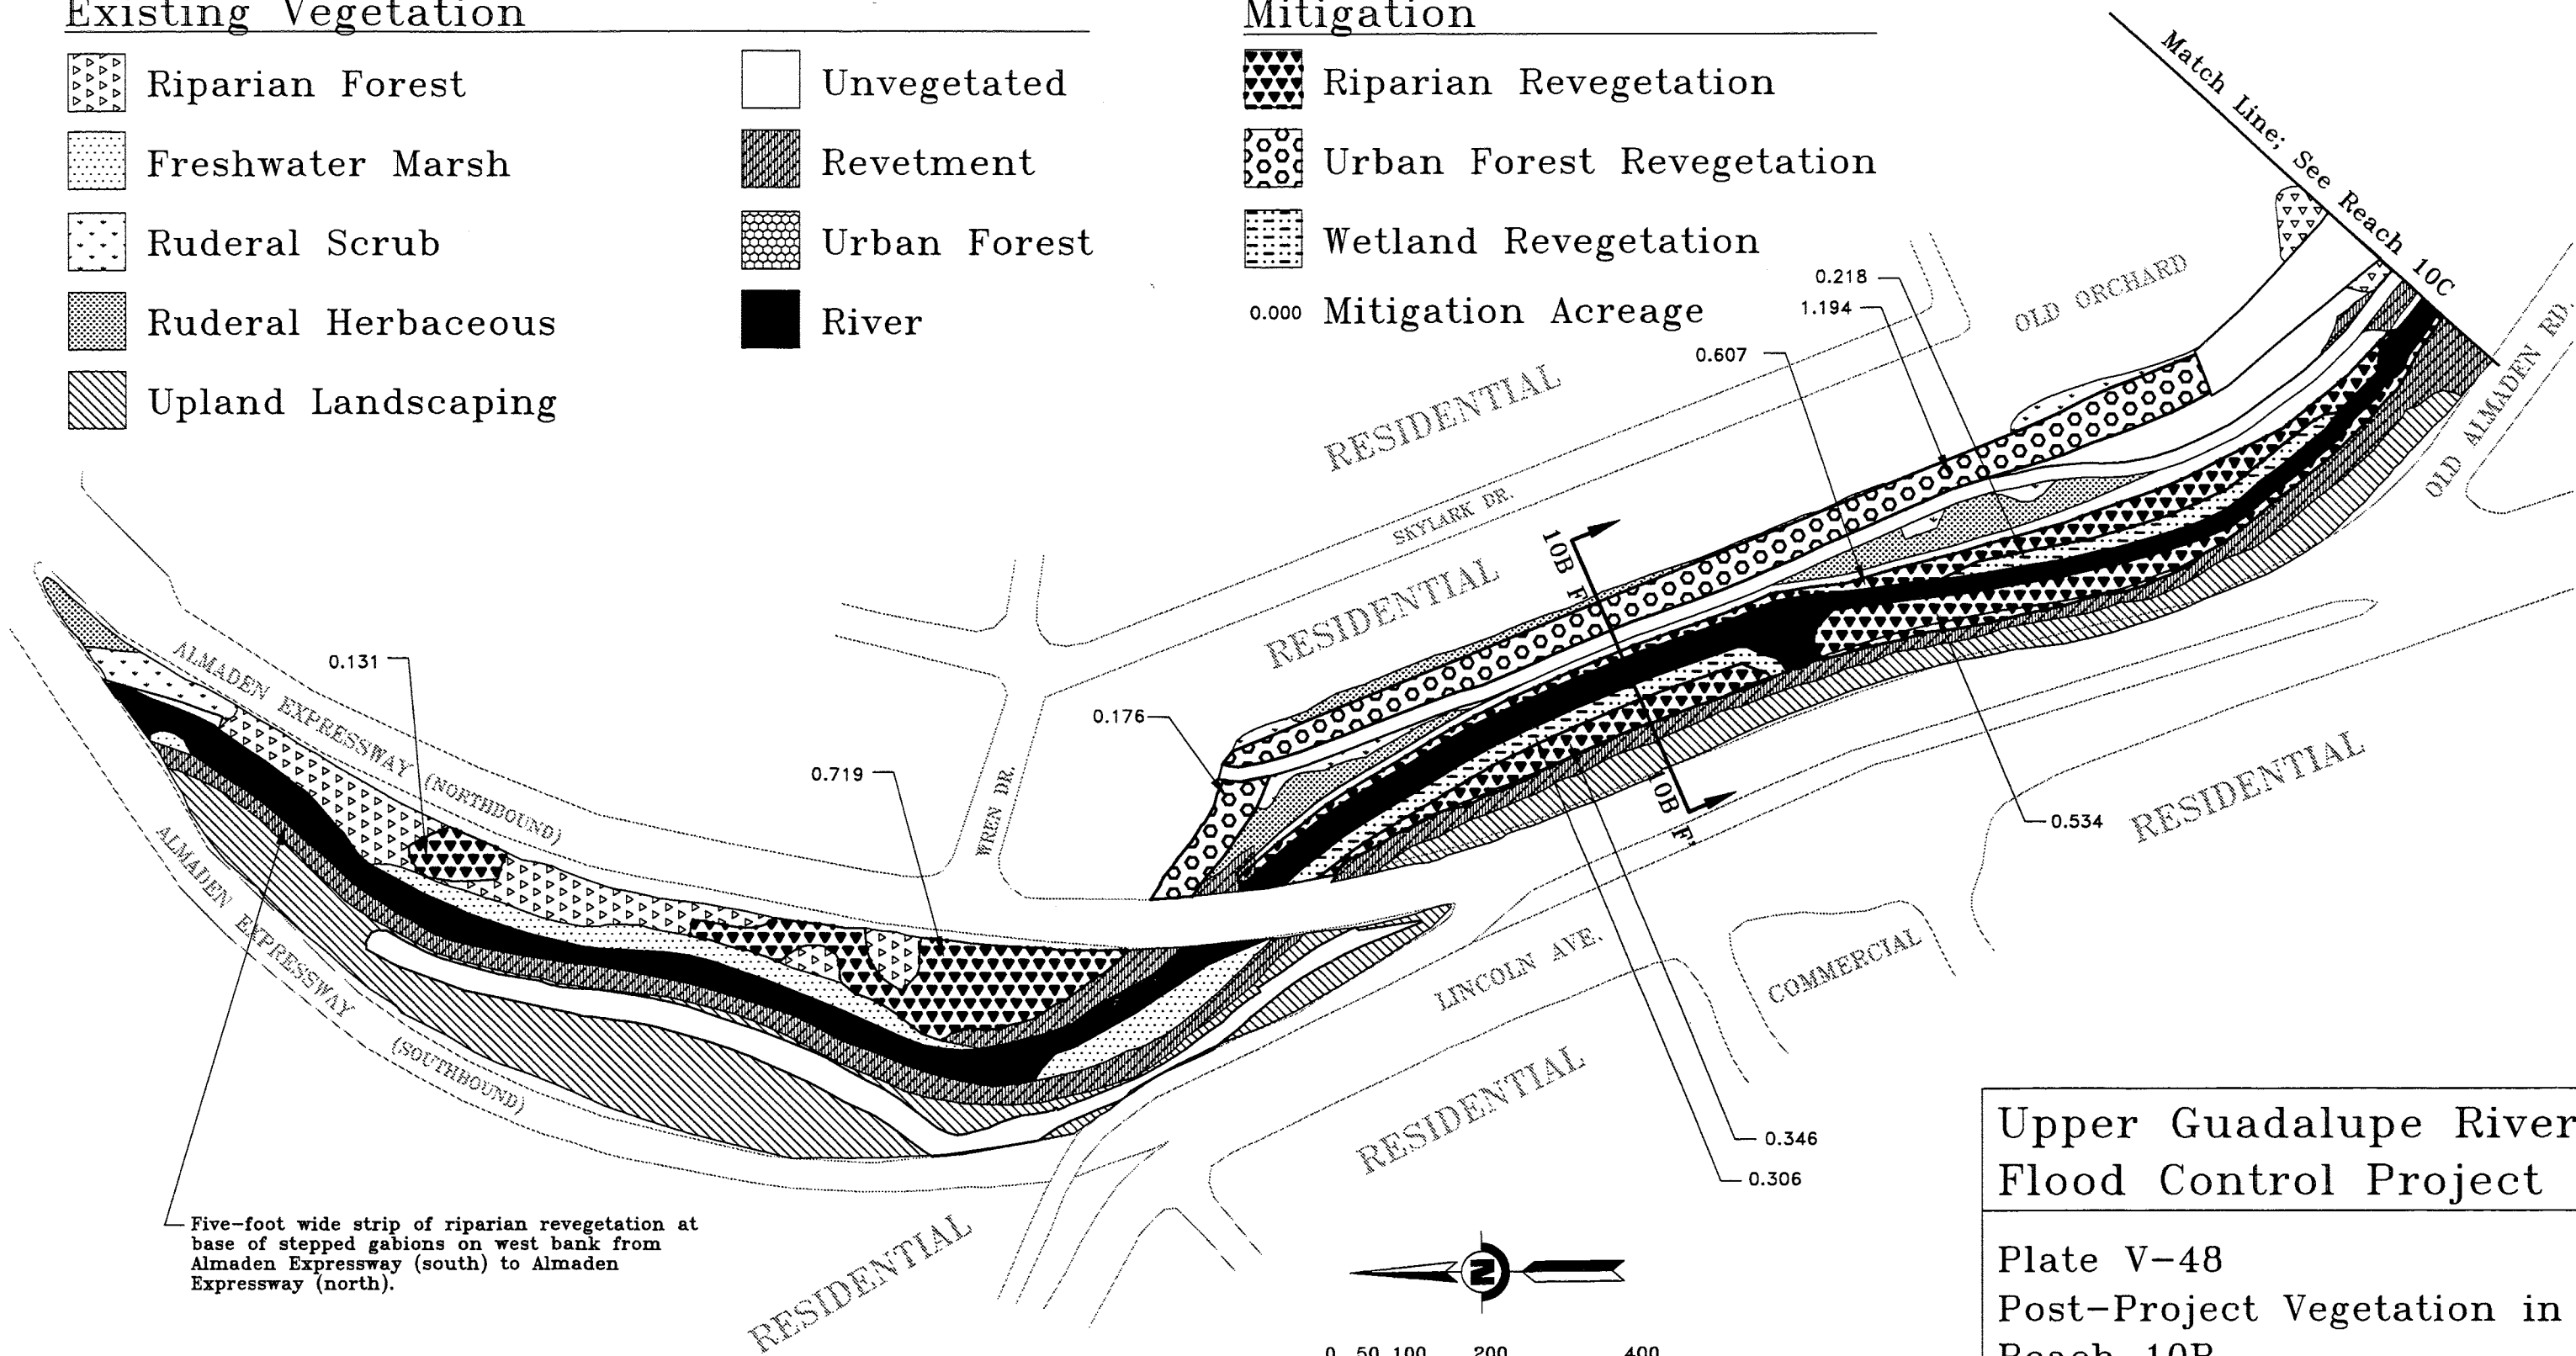 Existing Vegetation
Riparian Forest
Freshwater Marsh
Ruderal Scrub
Ruderal Herbaceous
Upland Landscaping
Unvegetated
Revetment
Urban Forest
River
Mitigation
Riparian Revegetation
Urban Forest Revegetation
Wetland Revegetation
0.000 Mitigation Acreage
Match Line; See Reach 10C
0.218
1.194
0.607
OLD ORCHARD
OLD ALMADEN RD.
RESIDENTIAL
SKYLARK DR.
RESIDENTIAL
10B F
10B F'
ALMADEN EXPRESSWAY (NORTHBOUND)
0.131
0.719
0.176
WREN DR.
0.534
RESIDENTIAL
ALMADEN EXPRESSWAY
(SOUTHBOUND)
LINCOLN AVE.
COMMERCIAL
RESIDENTIAL
0.346
0.306
RESIDENTIAL
Five-foot wide strip of riparian revegetation at
base of stepped gabions on west bank from
Almaden Expressway (south) to Almaden
Expressway (north).
N
0 50 100 200 400
Upper Guadalupe River
Flood Control Project
Plate V-48
Post-Project Vegetation in
Reach 10B